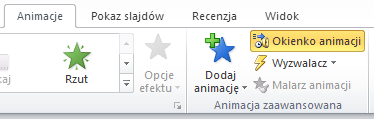 Animacje Pokaz slajdów Recenzja Widok
Rzut
Opcje
efektu
Dodaj
animację
Okienko animacji
Wyzwalacz
Malarz animacji
Animacja zaawansowana